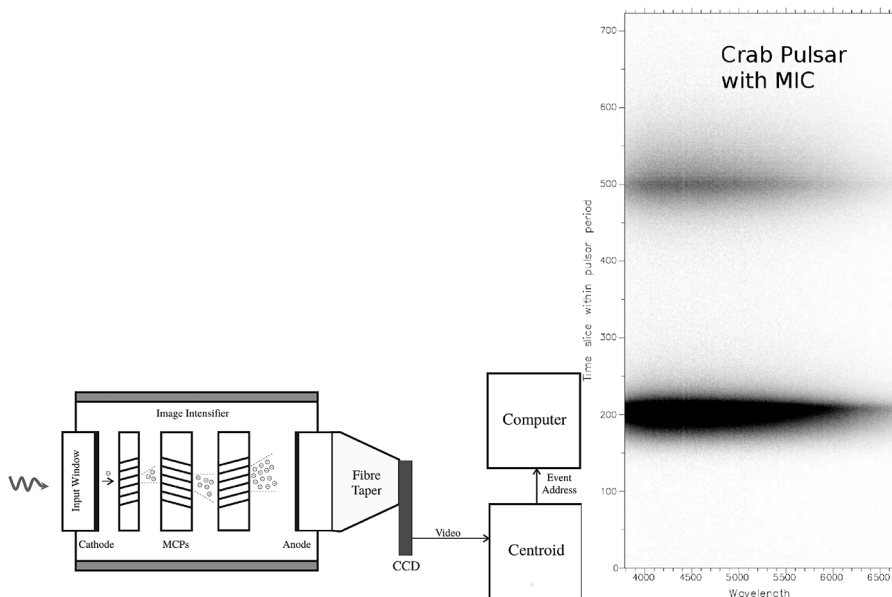 Crab Pulsar
with MIC
700
600
500
400
300
200
100
0
Time slice within pulsar period
4000 4500 5000 5500 6000 6500
Wavelength
Image Intensifier
Input Window
Cathode
MCPs
Anode
Fibre
Taper
CCD
Video
Computer
Event
Address
Centroid